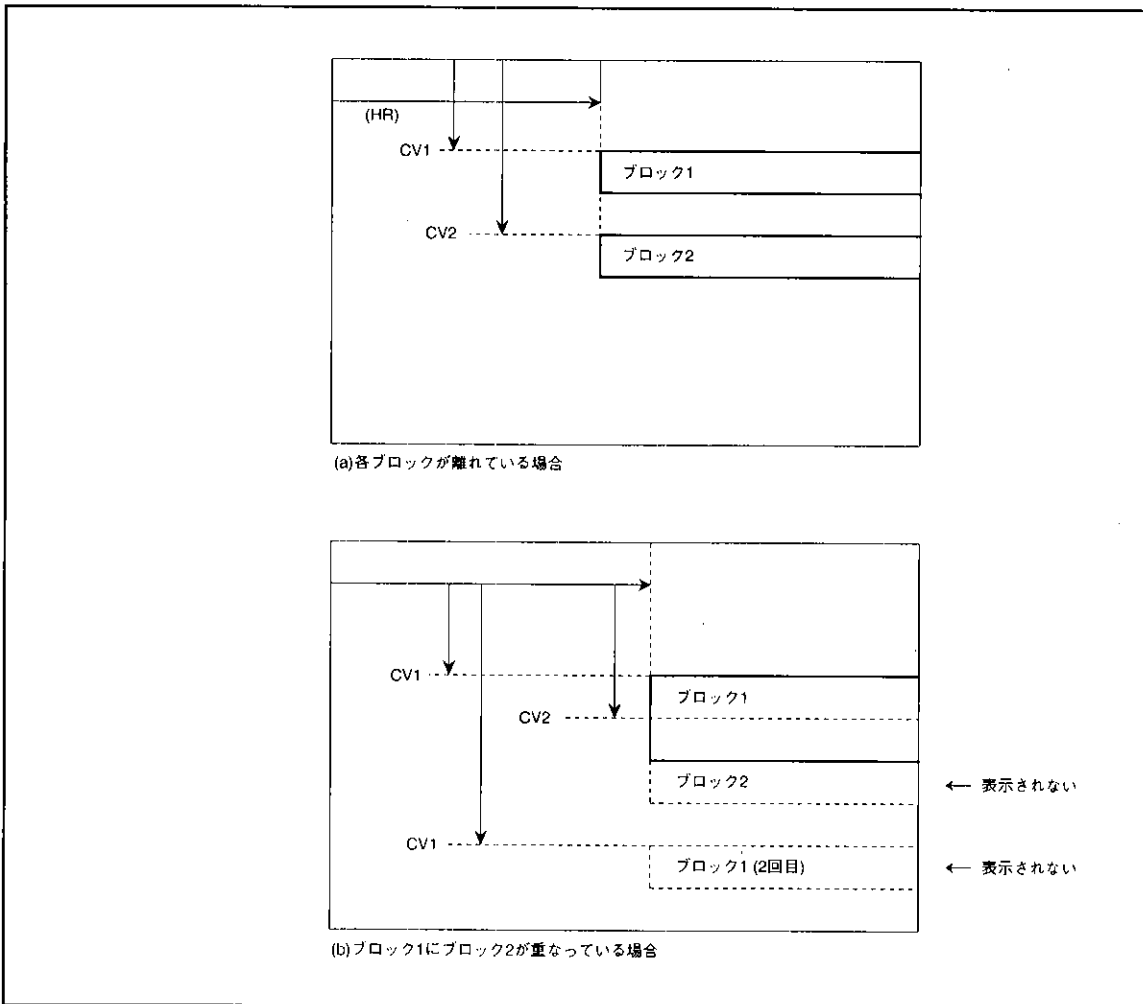 (HR)
CV1
ブロック1
CV2
ブロック2
(a)各ブロックが離れている場合
CV1
ブロック1
CV2
ブロック2
← 表示されない
CV1
ブロック1 (2回目)
← 表示されない
(b)ブロック1にブロック2が重なっている場合